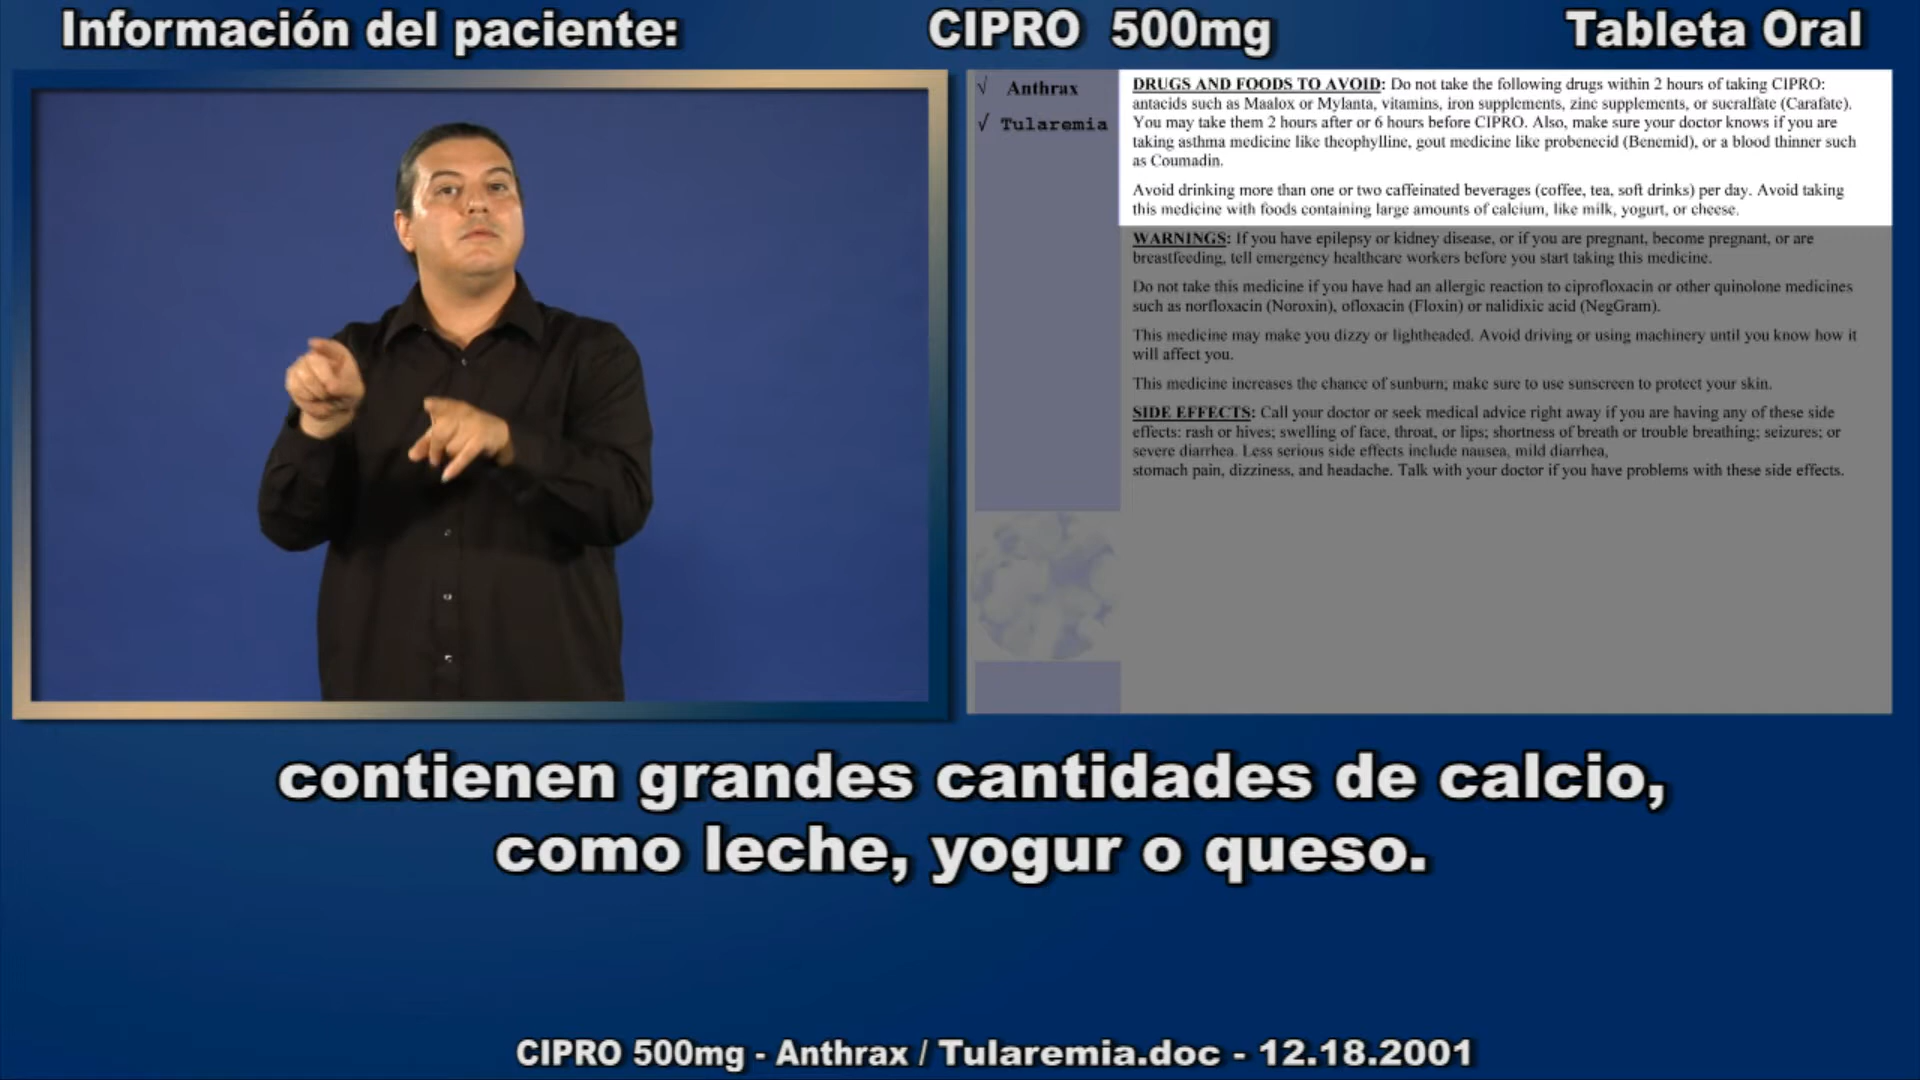 Información del paciente: CIPRO 500mg Tableta Oral
√ Anthrax
√ Tularemia
DRUGS AND FOODS TO AVOID: Do not take the following drugs within 2 hours of taking CIPRO:
antacids such as Maalox or Mylanta, vitamins, iron supplements, zinc supplements, or sucralfate (Carafate).
You may take them 2 hours after or 6 hours before CIPRO. Also, make sure your doctor knows if you are
taking asthma medicine like theophylline, gout medicine like probenecid (Benemid), or a blood thinner such
as Coumadin.
Avoid drinking more than one or two caffeinated beverages (coffee, tea, soft drinks) per day. Avoid taking
this medicine with foods containing large amounts of calcium, like milk, yogurt, or cheese.
WARNINGS: If you have epilepsy or kidney disease, or if you are pregnant, become pregnant, or are
breastfeeding, tell emergency healthcare workers before you start taking this medicine.
Do not take this medicine if you have had an allergic reaction to ciprofloxacin or other quinolone medicines
such as norfloxacin (Noroxin), ofloxacin (Floxin) or nalidixic acid (NegGram).
This medicine may make you dizzy or lightheaded. Avoid driving or using machinery until you know how it
will affect you.
This medicine increases the chance of sunburn; make sure to use sunscreen to protect your skin.
SIDE EFFECTS: Call your doctor or seek medical advice right away if you are having any of these side
effects: rash or hives; swelling of face, throat, or lips; shortness of breath or trouble breathing; seizures; or
severe diarrhea. Less serious side effects include nausea, mild diarrhea,
stomach pain, dizziness, and headache. Talk with your doctor if you have problems with these side effects.
contienen grandes cantidades de calcio,
como leche, yogur o queso.
CIPRO 500mg - Anthrax / Tularemia.doc - 12.18.2001